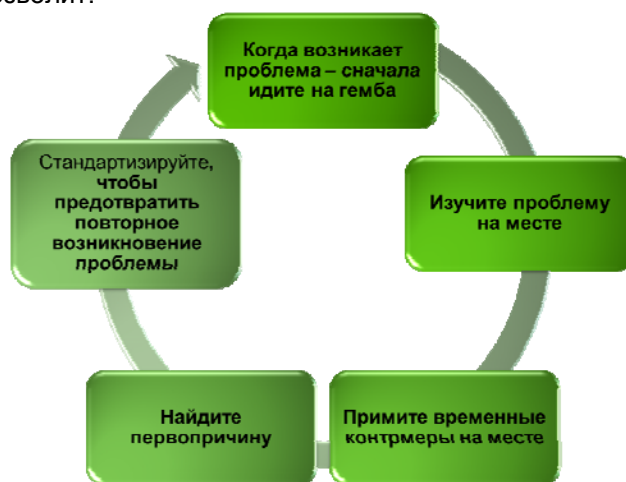 Когда возникает
проблема – сначала
идите на гемба
Изучите проблему
на месте
Примите временные
контрмеры на месте
Найдите
первопричину
Стандартизируйте,
чтобы
предотвратить
повторное
возникновение
проблемы